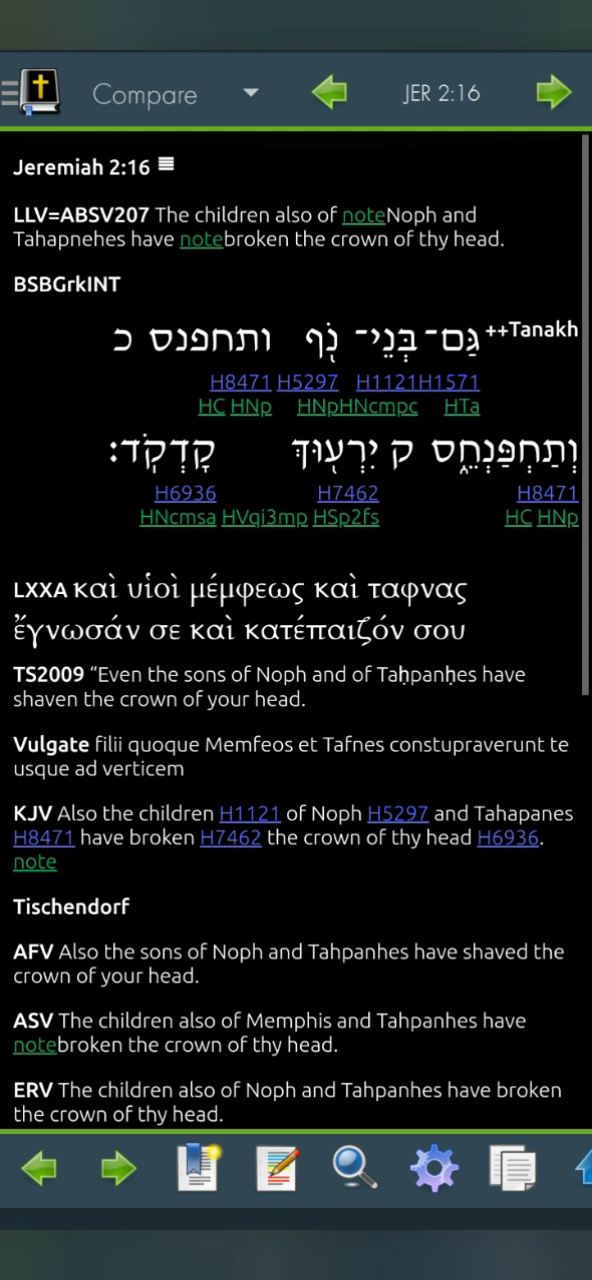 Compare
JER 2:16
Jeremiah 2:16
LLV=ABSV207 The children also of noteNoph and
Tahapnehes have notebroken the crown of thy head.
BSBGrkINT
++Tanakh גַּם־בְּנֵי־ נֹ֖ף ותחפנס כ
H8471 H5297 H1121H1571
HC HNp HNpHNcmpc HTa
וְתַחְפַּנְחֵ֑ס ק יִרְע֖וּךְ קָדְקֹֽד׃
H6936 H7462 H8471
HNcmsa HVqi3mp HSp2fs HC HNp
LXXA καὶ υἱοὶ μέμφεως καὶ ταφνας
ἔγνωσάν σε καὶ κατέπαιζόν σου
TS2009 “Even the sons of Noph and of Taḥpanḥes have
shaven the crown of your head.
Vulgate filii quoque Memfeos et Tafnes constupraverunt te
usque ad verticem
KJV Also the children H1121 of Noph H5297 and Tahapanes
H8471 have broken H7462 the crown of thy head H6936.
note
Tischendorf
AFV Also the sons of Noph and Tahpanhes have shaved the
crown of your head.
ASV The children also of Memphis and Tahpanhes have
notebroken the crown of thy head.
ERV The children also of Noph and Tahpanhes have broken
the crown of thy head.